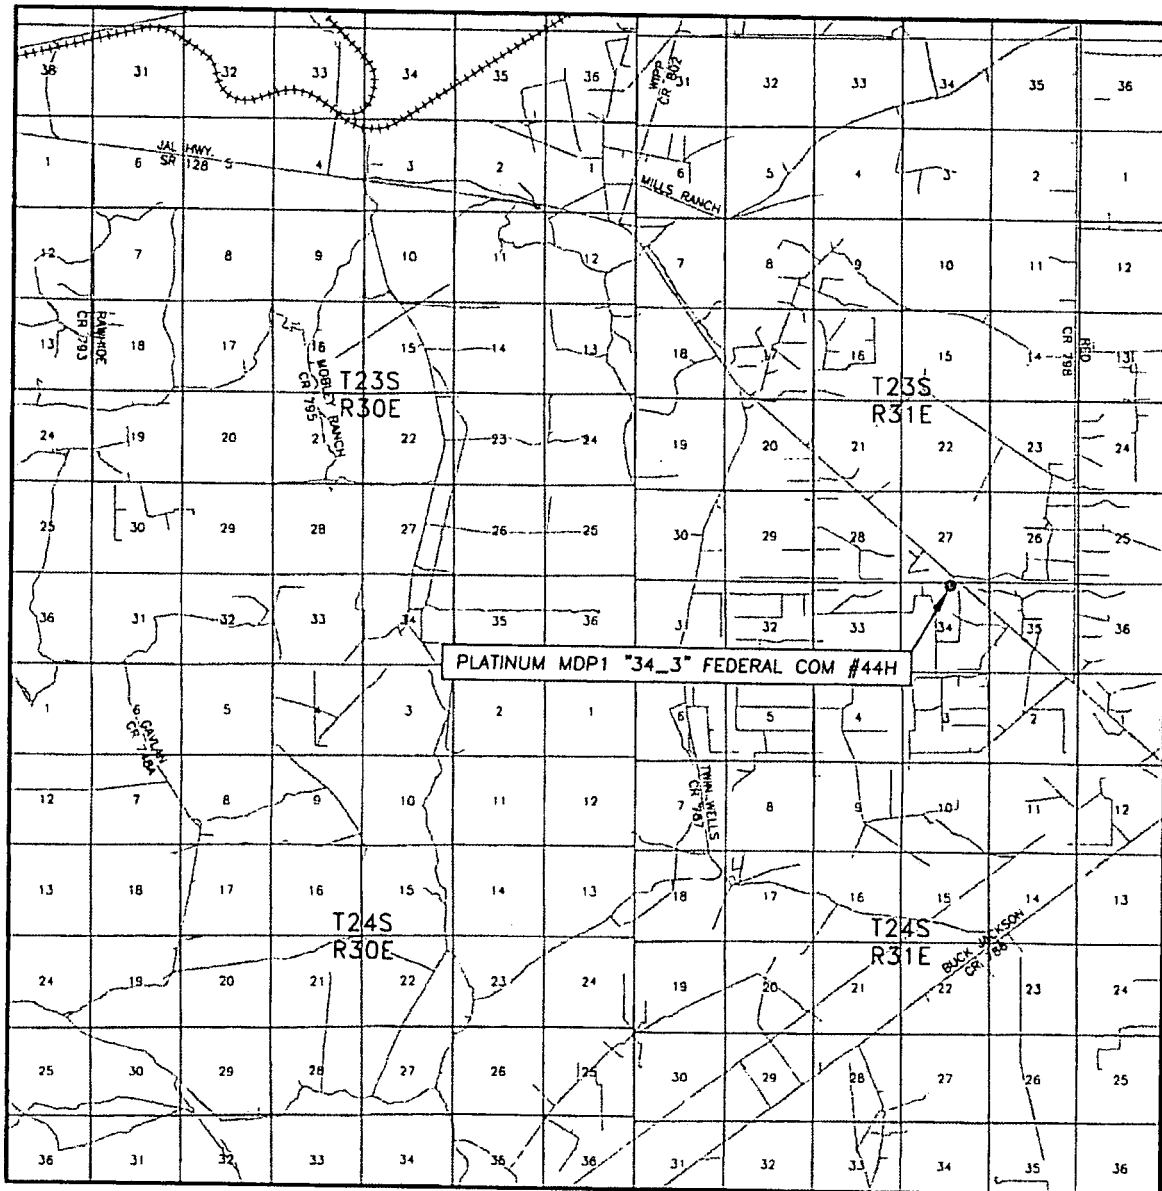 36 31 32 33 34 35 36 31 32 33 34 35 36
WIPP
CR 802
JAL HWY.
SR 128
1 6 5 4 3 2 1 6 5 4 3 2 1
MILLS RANCH
12 7 8 9 10 11 12 7 8 9 10 11 12
RAWHIDE
CR 793
RED
CR 798
13 18 17 16 15 14 13 18 17 16 15 14 13
MOBLEY RANCH
CR 795
T23S
R30E
T23S
R31E
24 19 20 21 22 23 24 19 20 21 22 23 24
25 30 29 28 27 26 25 30 29 28 27 26 25
36 31 32 33 34 35 36 31 32 33 34 35 36
PLATINUM MDP1 "34_3" FEDERAL COM #44H
1 6 5 4 3 2 1 6 5 4 3 2 1
CR 748A
TWIN WELLS
CR 787
12 7 8 9 10 11 12 7 8 9 10 11 12
13 18 17 16 15 14 13 18 17 16 15 14 13
T24S
R30E
T24S
R31E
BUCK JACKSON
24 19 20 21 22 23 24 19 20 21 22 23 24
25 30 29 28 27 26 25 30 29 28 27 26 25
36 31 32 33 34 35 36 31 32 33 34 35 36